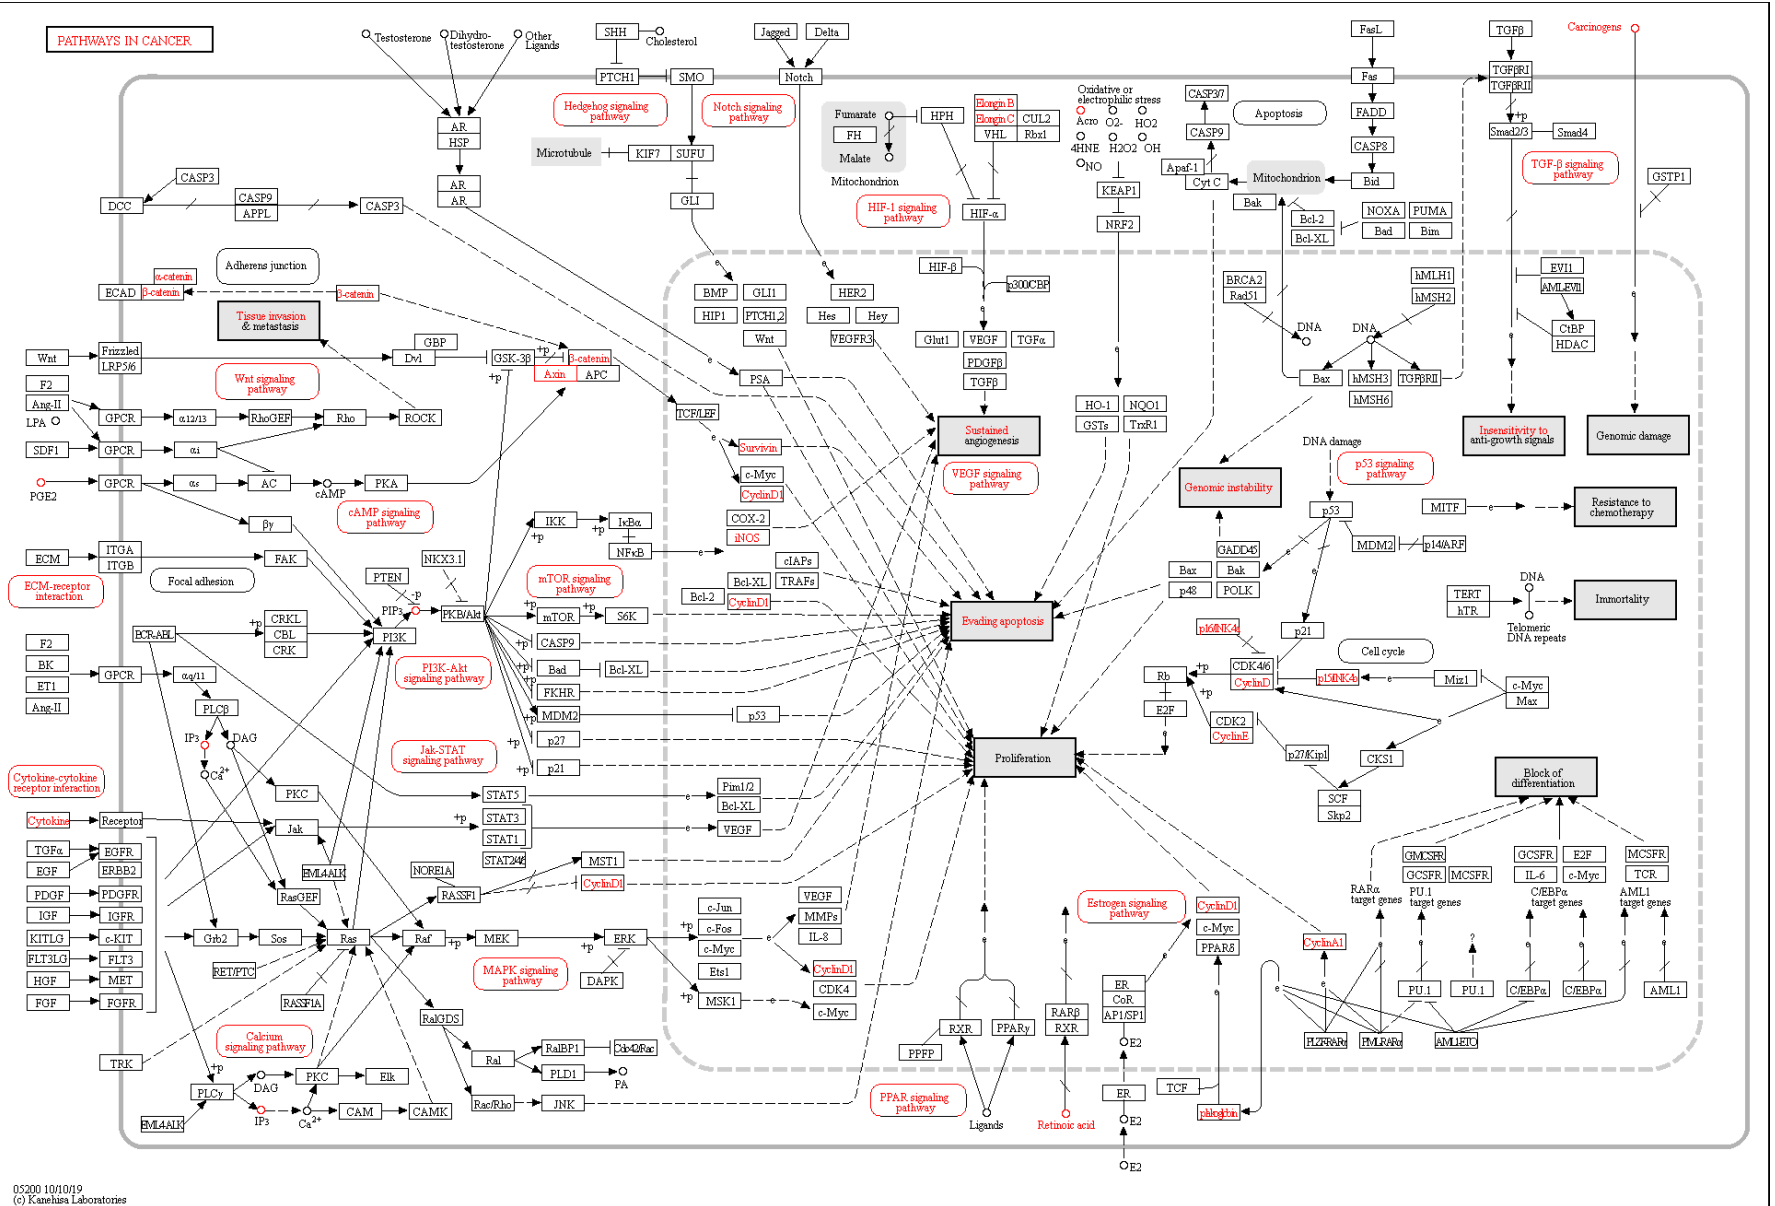 PATHWAYS IN CANCER
Testosterone
Dihydro-
testosterone
Other
Ligands
SHH
Cholesterol
PTCH1
SMO
Hedgehog signaling
pathway
Microtubule
KIF7
SUFU
GLI
Jagged
Delta
Notch
Notch signaling
pathway
Fumarate
FH
Malate
Mitochondrion
HPH
Elongin B
Elongin C
CUL2
VHL
Rbx1
HIF-1 signaling
pathway
HIF-α
Oxidative or
electrophilic stress
Acro
O2-
HO2
4HNE
H2O2
OH
NO
KEAP1
NRF2
CASP3/7
CASP9
Apaf-1
Cyt C
Apoptosis
Mitochondrion
FasL
Fas
FADD
CASP8
Bid
Bak
Bcl-2
Bcl-XL
NOXA
PUMA
Bad
Bim
TGFβ
TGFβRI
TGFβRII
+p
Smad2/3
Smad4
TGF-β signaling
pathway
Carcinogens
GSTP1
AR
HSP
AR
AR
CASP3
DCC
CASP9
APPL
CASP3
Adherens junction
α-catenin
ECAD
β-catenin
β-catenin
Tissue invasion
& metastasis
Wnt
Frizzled
LRP5/6
Dvl
GBP
GSK-3β
+p
β-catenin
Axin
APC
+p
Wnt signaling
pathway
F2
Ang-II
LPA
GPCR
α12/13
RhoGEF
Rho
ROCK
SDF1
GPCR
αi
PGE2
GPCR
αs
AC
cAMP
PKA
cAMP signaling
pathway
βγ
ECM
ITGA
ITGB
FAK
Focal adhesion
ECM-receptor
interaction
PTEN
PIP3
-p
NKX3.1
PKB/Akt
PI3K
BCR-ABL
+p
CRKL
CBL
CRK
PI3K-Akt
signaling pathway
F2
BK
ET1
Ang-II
GPCR
αq/11
PLCβ
IP3
DAG
Ca2+
PKC
Jak-STAT
signaling pathway
Cytokine-cytokine
receptor interaction
Cytokine
Receptor
Jak
+p
STAT5
STAT3
STAT1
STAT2/4/6
TGFα
EGF
EGFR
ERBB2
PDGF
PDGFR
IGF
IGFR
KITLG
c-KIT
FLT3LG
FLT3
HGF
MET
FGF
FGFR
TRK
EML4ALK
RasGEF
Grb2
Sos
Ras
Raf
+p
MEK
+p
ERK
RET/PTC
RASSF1A
NORE1A
RASSF1
MST1
CyclinD1
DAPK
MAPK signaling
pathway
Calcium
signaling pathway
RalGDS
Ral
RalBP1
Cdc42/Rac
PLD1
PA
Rac/Rho
JNK
+p
PLCγ
EML4ALK
DAG
IP3
PKC
Elk
Ca2+
CAM
CAMK
IKK
+p
+p
IκBα
+p
NFκB
mTOR signaling
pathway
mTOR
+p
S6K
+p
CASP9
+p
Bad
Bcl-XL
+p
FKHR
+p
MDM2
p53
+p
p27
+p
p21
BMP
GLI1
HIP1
PTCH1,2
Wnt
e
HER2
Hes
Hey
VEGFR3
e
PSA
TCF/LEF
e
Survivin
c-Myc
CyclinD1
COX-2
iNOS
e
cIAPs
TRAFs
Bcl-XL
Bcl-2
CyclinD1
HIF-β
p300/CBP
e
Glut1
VEGF
TGFα
PDGFβ
TGFβ
Sustained
angiogenesis
VEGF signaling
pathway
e
HO-1
NQO1
GSTs
TrxR1
Evading apoptosis
Proliferation
e
Pim1/2
Bcl-XL
e
VEGF
+p
c-Jun
c-Fos
c-Myc
Ets1
+p
MSK1
e
VEGF
MMPs
IL-8
CyclinD1
CDK4
e
c-Myc
BRCA2
Rad51
DNA
hMLH1
hMSH2
DNA
Bax
hMSH3
hMSH6
TGFβRII
EVI1
AML-EVI1
CtBP
HDAC
e
e
Insensitivity to
anti-growth signals
Genomic damage
Genomic instability
DNA damage
p53 signaling
pathway
p53
MDM2
p14/ARF
GADD45
Bax
Bak
p48
POLK
e
e
p21
MITF
e
Resistance to
chemotherapy
TERT
hTR
DNA
Telomeric
DNA repeats
Immortality
p16/INK4a
Cell cycle
Rb
+p
CDK4/6
CyclinD
p15/INK4b
e
Miz1
c-Myc
Max
E2F
+p
CDK2
CyclinE
e
p27/Kip1
CKS1
SCF
Skp2
Block of
differentiation
GMCSFR
GCSFR
MCSFR
GCSFR
E2F
IL-6
c-Myc
MCSFR
TCR
RARα
target genes
PU.1
target genes
C/EBPα
target genes
AML1
target genes
?
PU.1
PU.1
C/EBPα
C/EBPα
AML1
PLZF-RARα
PML-RARα
AML1-ETO
CyclinA1
e
Estrogen signaling
pathway
CyclinD1
c-Myc
PPARδ
e
e
ER
CoR
AP1/SP1
E2
ER
E2
E2
TCF
RXR
PPARγ
PPFP
PPAR signaling
pathway
Ligands
e
RARβ
RXR
Retinoic acid
05200 10/10/19
(c) Kanehisa Laboratories